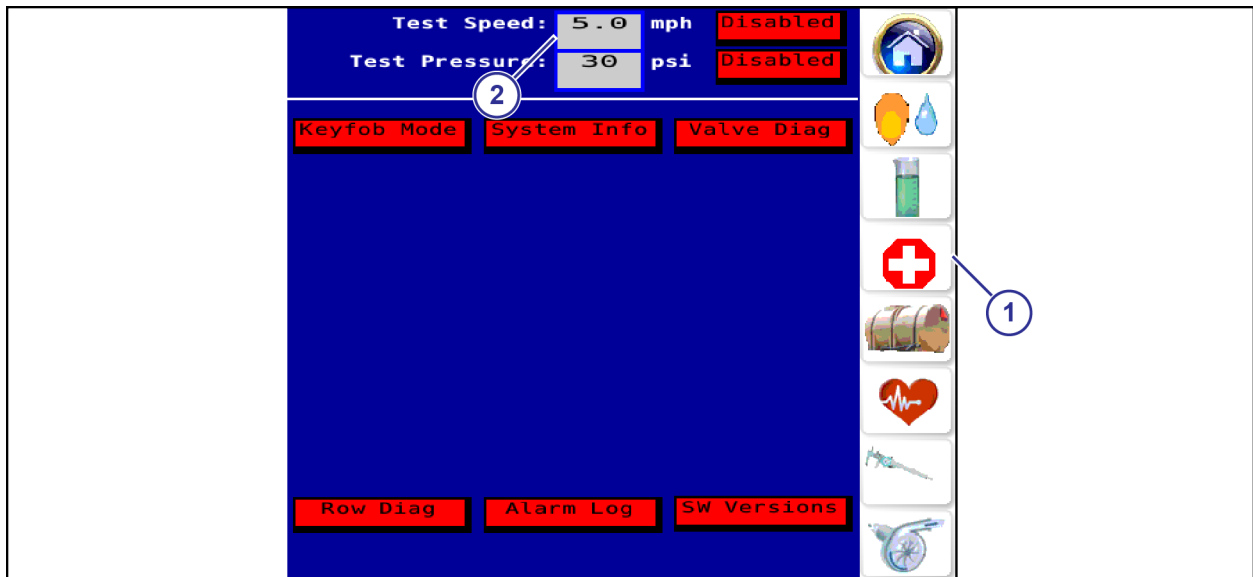 Test Speed: 5.0 mph Disabled
Test Pressure: 30 psi Disabled
2
Keyfob Mode System Info Valve Diag
1
Row Diag Alarm Log SW Versions